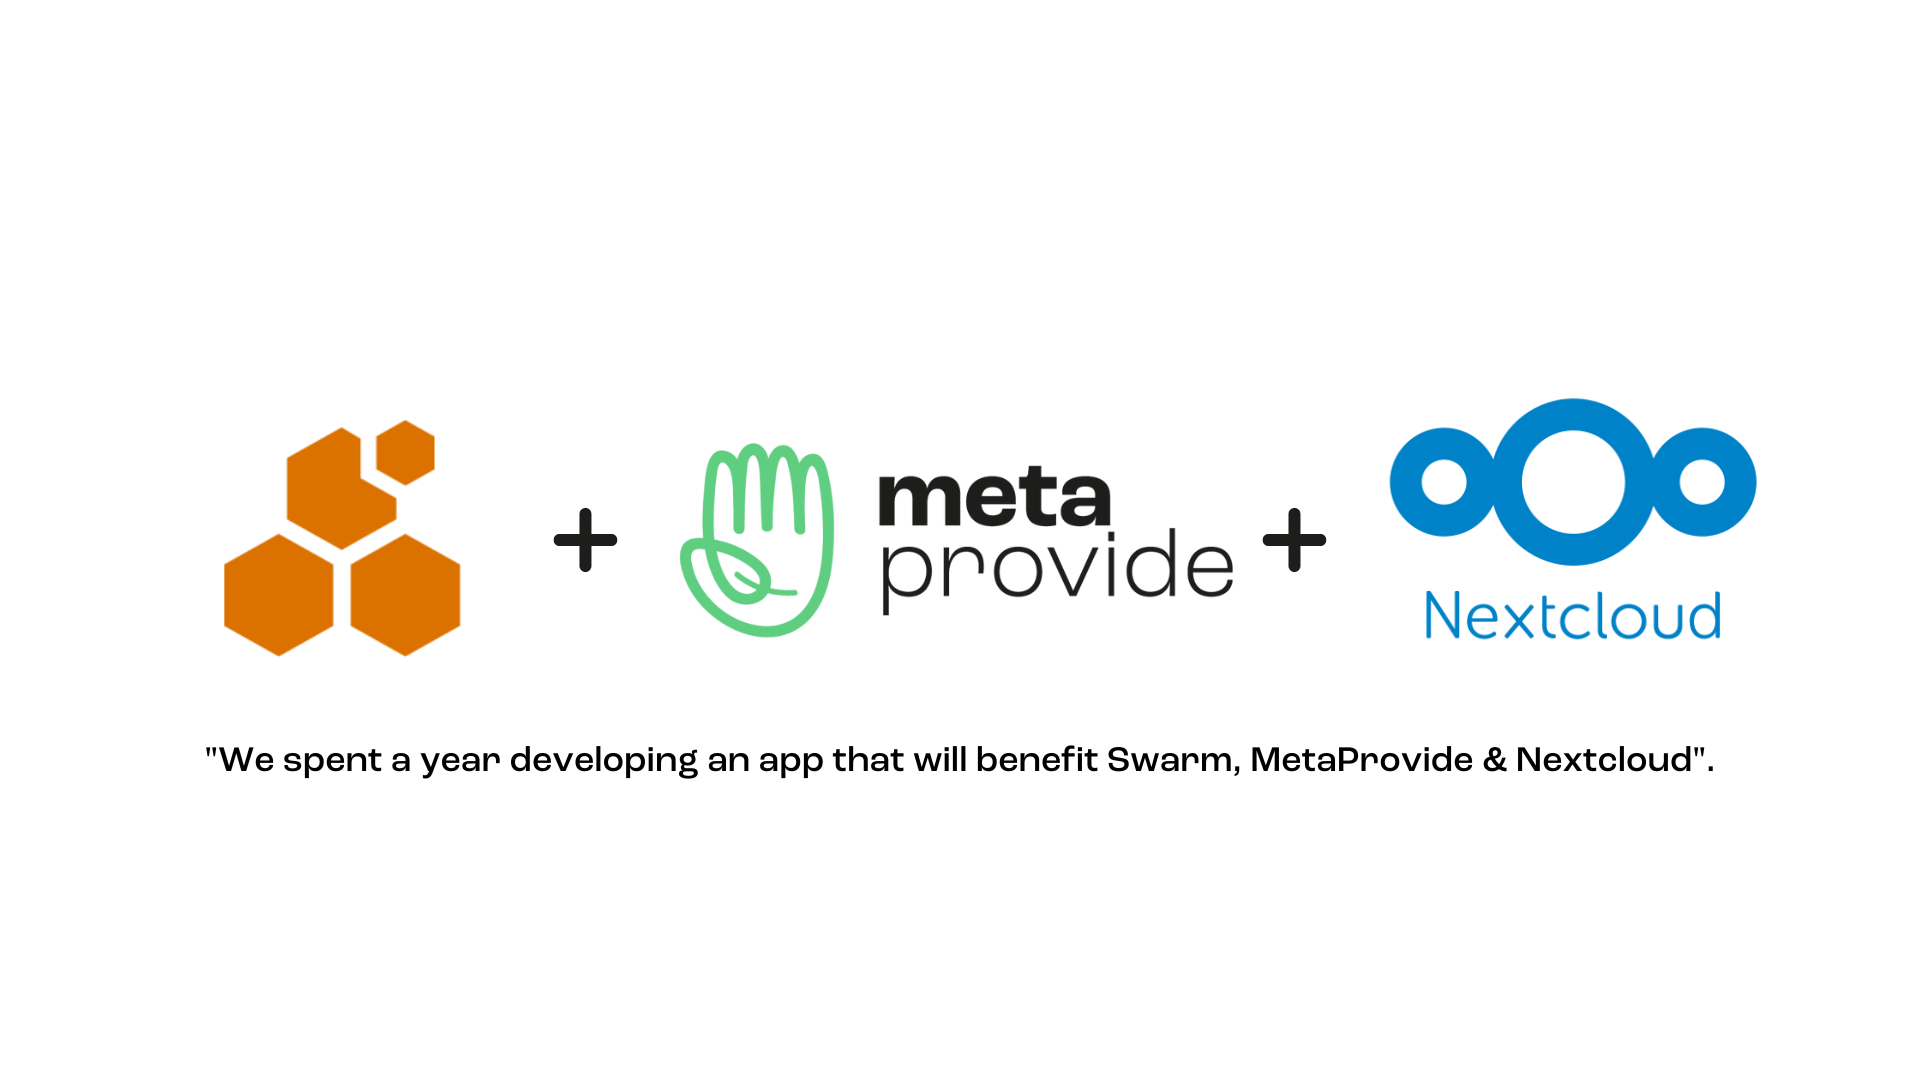 meta
provide
Nextcloud
"We spent a year developing an app that will benefit Swarm, MetaProvide & Nextcloud".